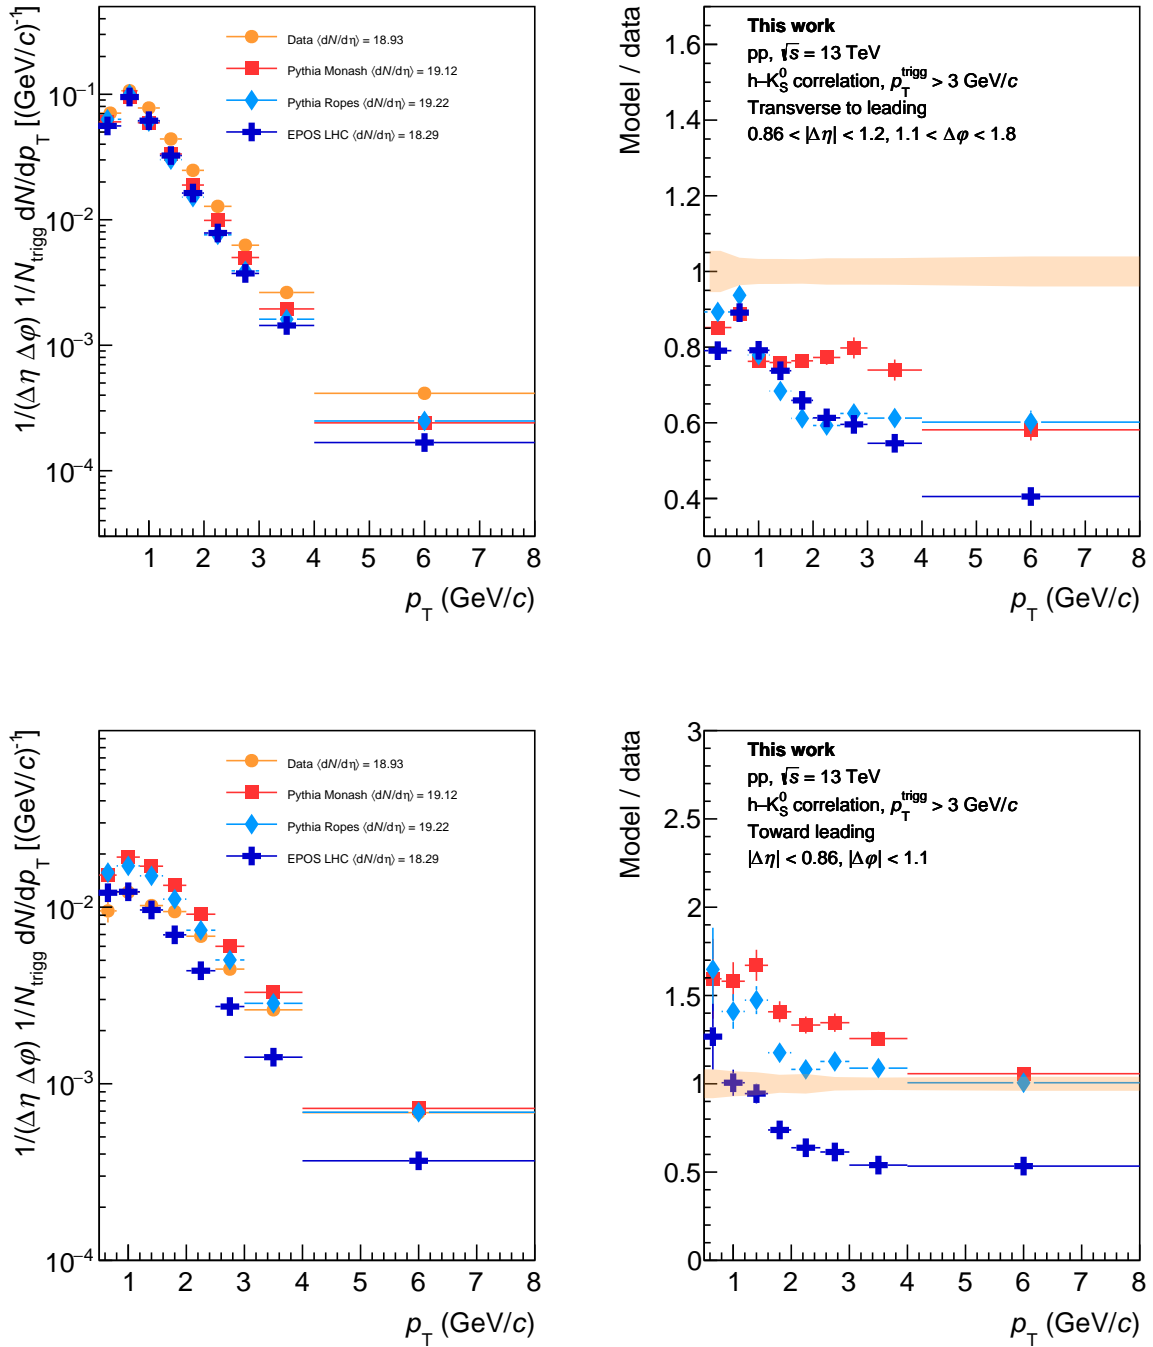 1/(Δη Δφ) 1/N_trigg dN/dp_T [(GeV/c)⁻¹]
10⁻¹
10⁻²
10⁻³
10⁻⁴
Data ⟨dN/dη⟩ = 18.93
Pythia Monash ⟨dN/dη⟩ = 19.12
Pythia Ropes ⟨dN/dη⟩ = 19.22
EPOS LHC ⟨dN/dη⟩ = 18.29
1 2 3 4 5 6 7 8
p_T (GeV/c)
Model / data
1.6
1.4
1.2
1
0.8
0.6
0.4
This work
pp, √s = 13 TeV
h–K⁰_S correlation, p_T^trigg > 3 GeV/c
Transverse to leading
0.86 < |Δη| < 1.2, 1.1 < Δφ < 1.8
0 1 2 3 4 5 6 7 8
p_T (GeV/c)
1/(Δη Δφ) 1/N_trigg dN/dp_T [(GeV/c)⁻¹]
10⁻²
10⁻³
10⁻⁴
Data ⟨dN/dη⟩ = 18.93
Pythia Monash ⟨dN/dη⟩ = 19.12
Pythia Ropes ⟨dN/dη⟩ = 19.22
EPOS LHC ⟨dN/dη⟩ = 18.29
1 2 3 4 5 6 7 8
p_T (GeV/c)
Model / data
3
2.5
2
1.5
1
0.5
0
This work
pp, √s = 13 TeV
h–K⁰_S correlation, p_T^trigg > 3 GeV/c
Toward leading
|Δη| < 0.86, |Δφ| < 1.1
1 2 3 4 5 6 7 8
p_T (GeV/c)